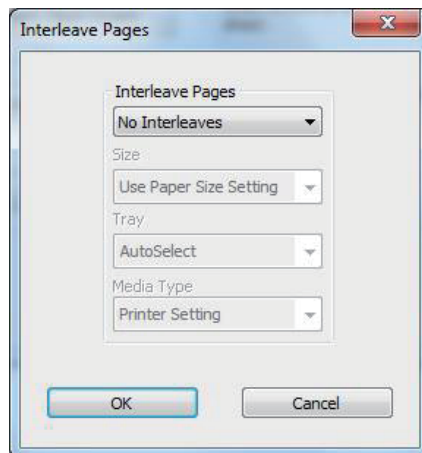 Interleave Pages
Interleave Pages
No Interleaves
Size
Use Paper Size Setting
Tray
AutoSelect
Media Type
Printer Setting
OK
Cancel